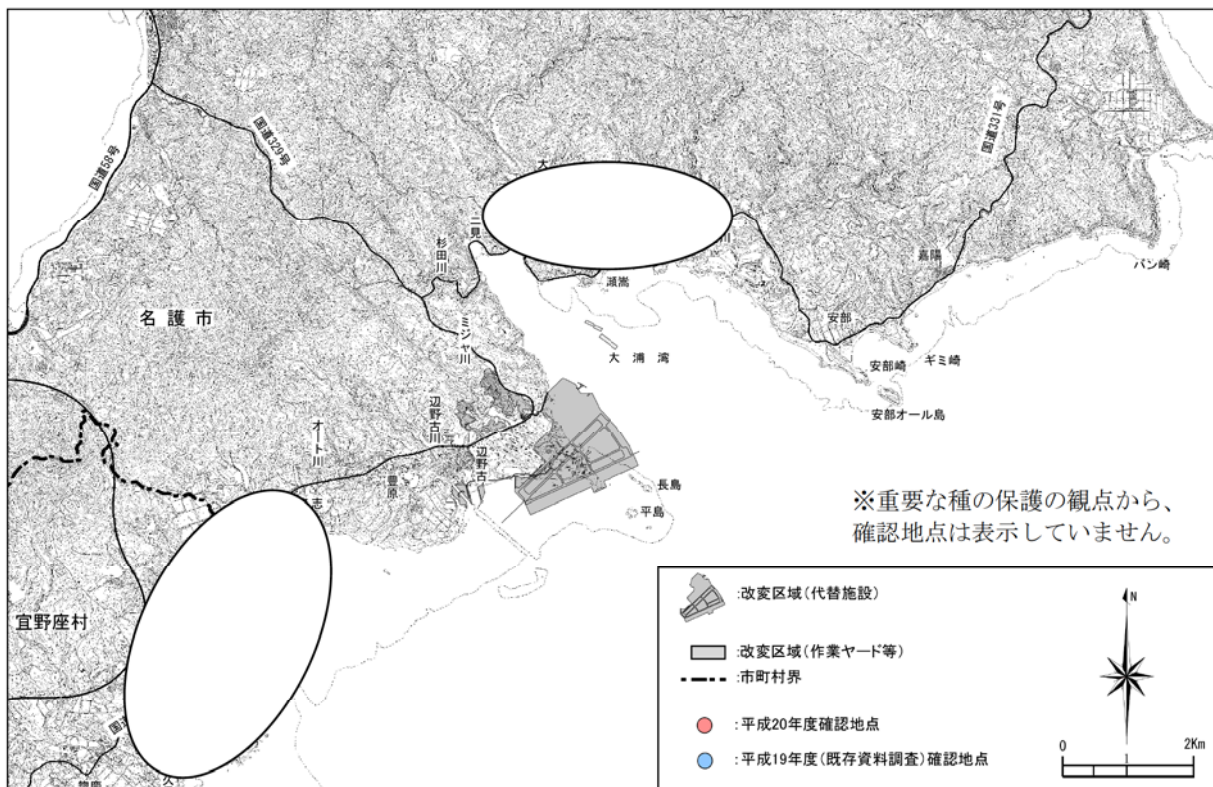 国道58号
国道329号
国道331号
大
二見
杉田川
川
嘉陽
バン崎
瀬嵩
名護市
ミジャ川
大浦湾
安部
安部崎
ギミ崎
安部オール島
辺野古川
オート川
辺野古
豊原
志
長島
平島
※重要な種の保護の観点から、
確認地点は表示していません。
宜野座村
国道
久
:改変区域(代替施設)
:改変区域(作業ヤード等)
:市町村界
:平成20年度確認地点
:平成19年度(既存資料調査)確認地点
N
0 1 2Km